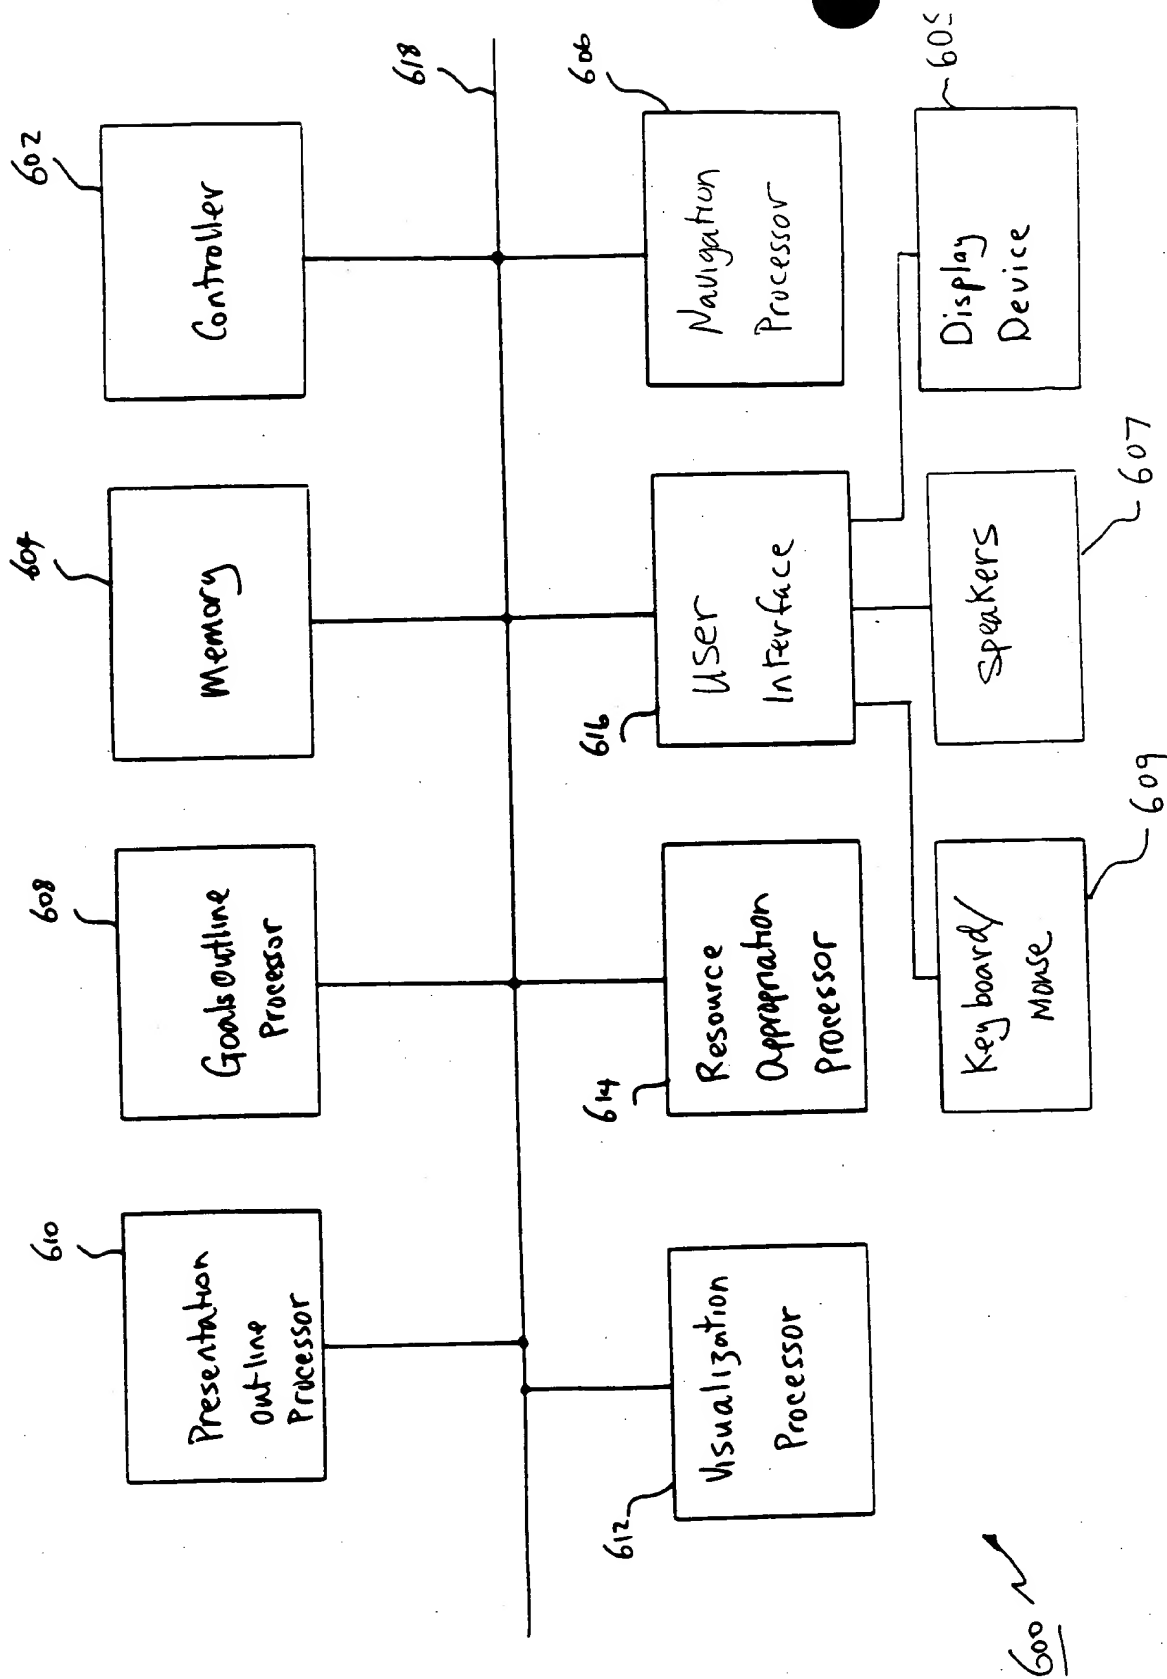 610
Presentation
outline
Processor
608
Goals outline
Processor
604
Memory
602
Controller
618
612
Visualization
Processor
614
Resource
appropriation
processor
616
User
Interface
606
Navigation
Processor
Keyboard/
Mouse
609
Speakers
607
Display
Device
600